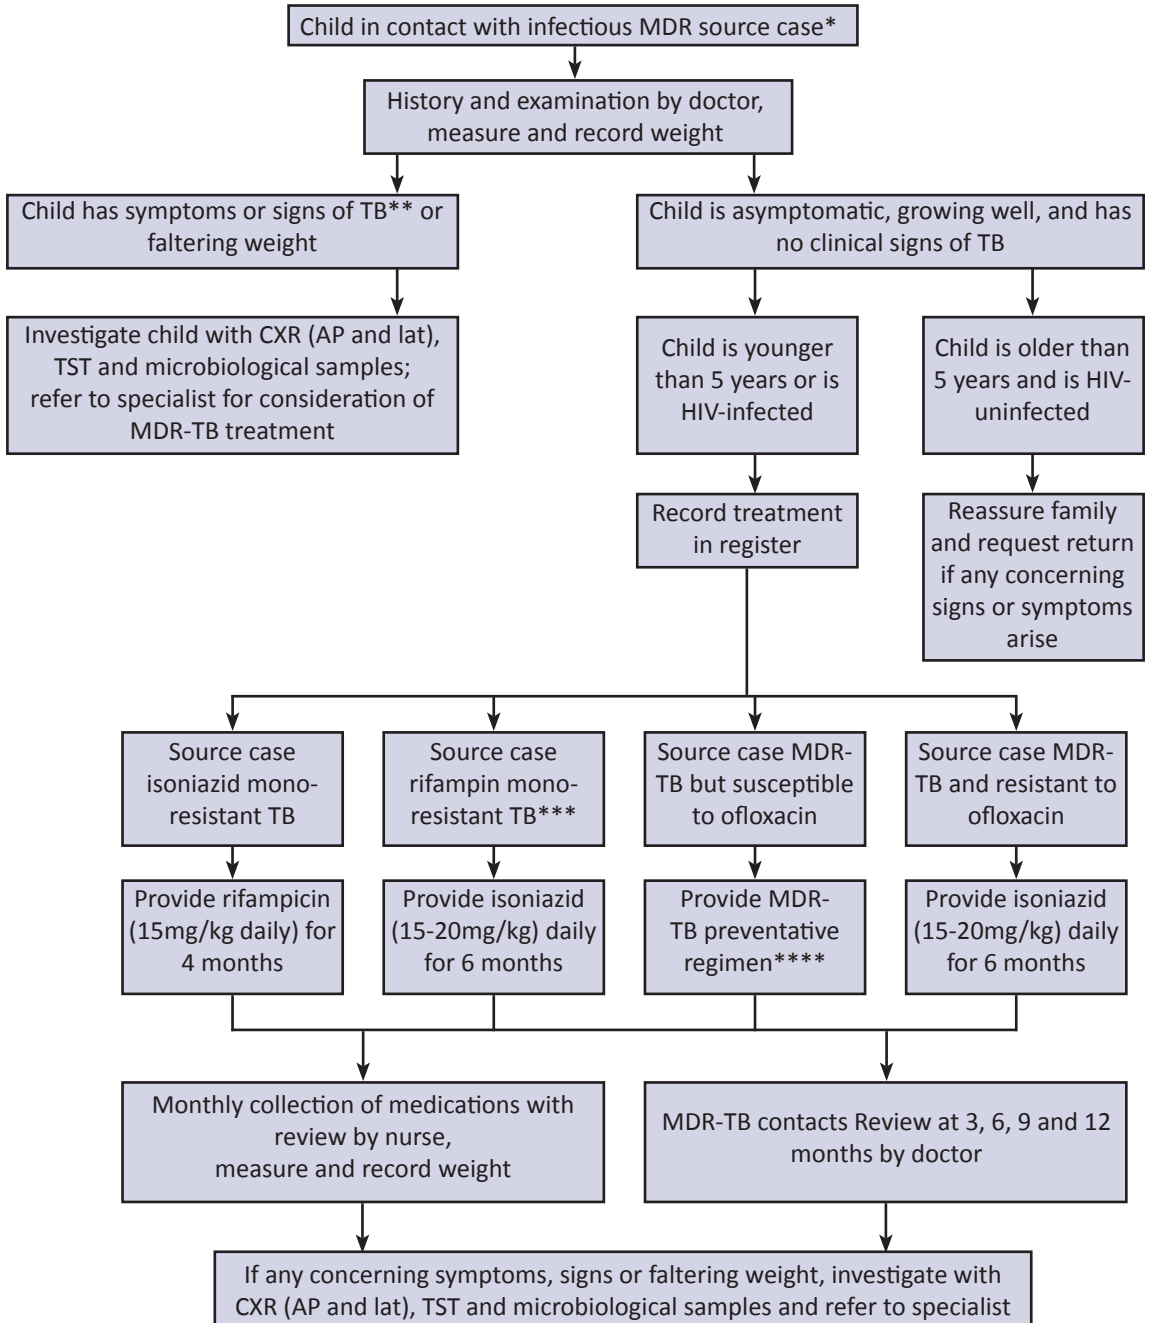 Child in contact with infectious MDR source case*
History and examination by doctor,
measure and record weight
Child has symptoms or signs of TB** or
faltering weight
Child is asymptomatic, growing well, and has
no clinical signs of TB
Investigate child with CXR (AP and lat),
TST and microbiological samples;
refer to specialist for consideration of
MDR-TB treatment
Child is younger
than 5 years or is
HIV-infected
Child is older than
5 years and is HIV-
uninfected
Record treatment
in register
Reassure family
and request return
if any concerning
signs or symptoms
arise
Source case
isoniazid mono-
resistant TB
Source case
rifampin mono-
resistant TB***
Source case MDR-
TB but susceptible
to ofloxacin
Source case MDR-
TB and resistant to
ofloxacin
Provide rifampicin
(15mg/kg daily) for
4 months
Provide isoniazid
(15-20mg/kg) daily
for 6 months
Provide MDR-
TB preventative
regimen****
Provide isoniazid
(15-20mg/kg) daily
for 6 months
Monthly collection of medications with
review by nurse,
measure and record weight
MDR-TB contacts Review at 3, 6, 9 and 12
months by doctor
If any concerning symptoms, signs or faltering weight, investigate with
CXR (AP and lat), TST and microbiological samples and refer to specialist